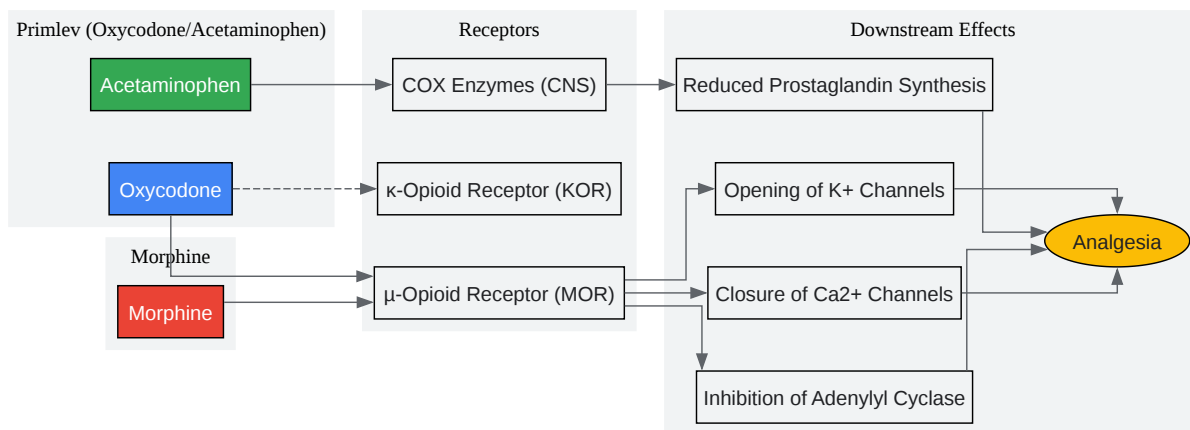 Primlev (Oxycodone/Acetaminophen)
Receptors
Downstream Effects
Acetaminophen
COX Enzymes (CNS)
Reduced Prostaglandin Synthesis
Oxycodone
κ-Opioid Receptor (KOR)
Opening of K+ Channels
Analgesia
Morphine
Morphine
μ-Opioid Receptor (MOR)
Closure of Ca2+ Channels
Inhibition of Adenylyl Cyclase